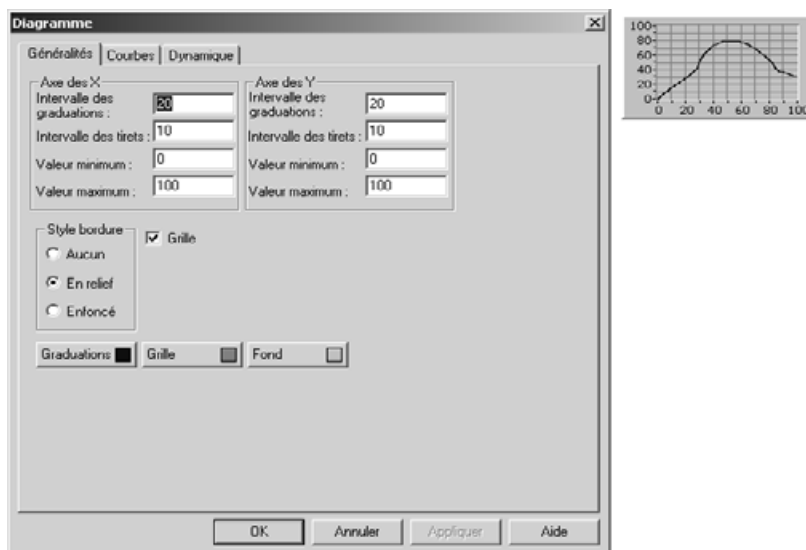 Diagramme
Généralités Courbes Dynamique
Axe des X
Intervalle des graduations : 20
Intervalle des tirets : 10
Valeur minimum : 0
Valeur maximum : 100
Axe des Y
Intervalle des graduations : 20
Intervalle des tirets : 10
Valeur minimum : 0
Valeur maximum : 100
Style bordure
Aucun
En relief
Enfoncé
Grille
Graduations Grille Fond
OK Annuler Appliquer Aide
100
80
60
40
20
0
0 20 40 60 80 100